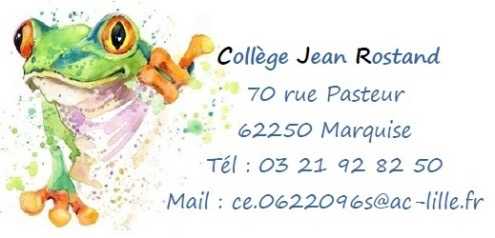 Collège Jean Rostand
70 rue Pasteur
62250 Marquise
Tél : 03 21 92 82 50
Mail : ce.0622096s@ac-lille.fr